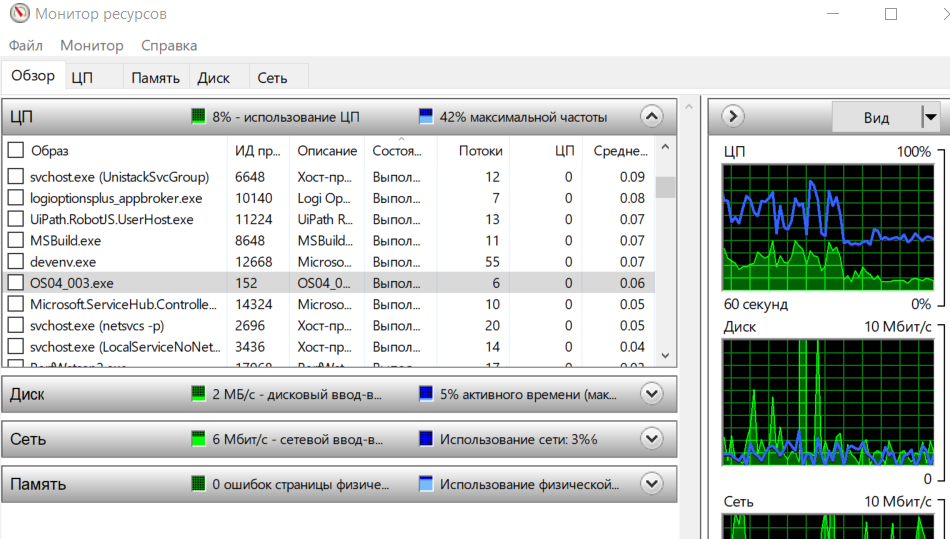 Монитор ресурсов
Файл Монитор Справка
Обзор ЦП Память Диск Сеть
ЦП 8% - использование ЦП 42% максимальной частоты
Образ ИД пр... Описание Состоя... Потоки ЦП Средне...
svchost.exe (UnistackSvcGroup) 6648 Хост-пр... Выпол... 12 0 0.09
logioptionsplus_appbroker.exe 10140 Logi Op... Выпол... 7 0 0.08
UiPath.RobotJS.UserHost.exe 11224 UiPath R... Выпол... 13 0 0.07
MSBuild.exe 8648 MSBuild... Выпол... 11 0 0.07
devenv.exe 12668 Microso... Выпол... 55 0 0.07
OS04_003.exe 152 OS04_0... Выпол... 6 0 0.06
Microsoft.ServiceHub.Controlle... 14324 Microso... Выпол... 10 0 0.05
svchost.exe (netsvcs -p) 2696 Хост-пр... Выпол... 20 0 0.05
svchost.exe (LocalServiceNoNet... 3436 Хост-пр... Выпол... 14 0 0.04
Диск 2 МБ/с - дисковый ввод-в... 5% активного времени (мак...
Сеть 6 Мбит/с - сетевой ввод-в... Использование сети: 3%
Память 0 ошибок страницы физиче... Использование физической...
Вид
ЦП 100%
60 секунд 0%
Диск 10 Мбит/с
0
Сеть 10 Мбит/с